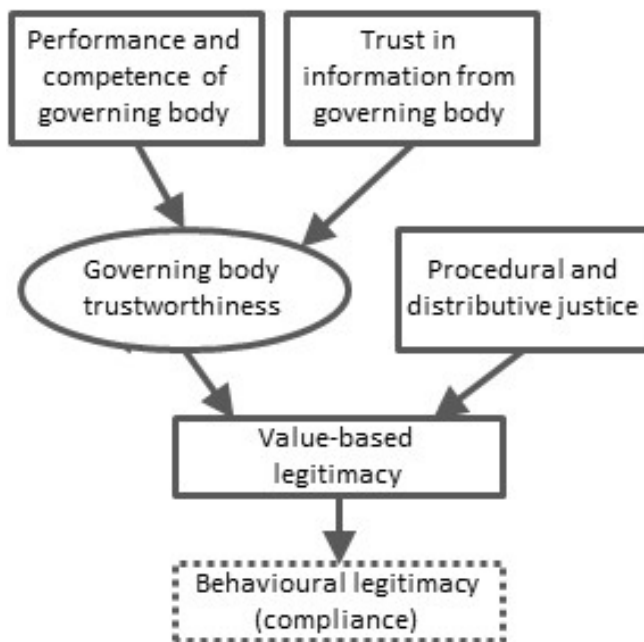 Performance and
competence of
governing body
Trust in
information from
governing body
Governing body
trustworthiness
Procedural and
distributive justice
Value-based
legitimacy
Behavioural legitimacy
(compliance)